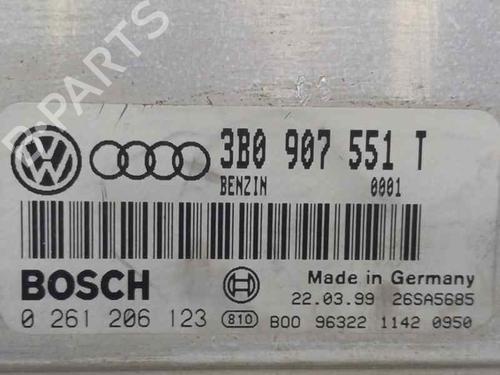 B-PARTS
3B0 907 551 T
BENZIN 0001
BOSCH
Made in Germany
22.03.99 26SA5685
0 261 206 123 810 B00 96322 1142 0950